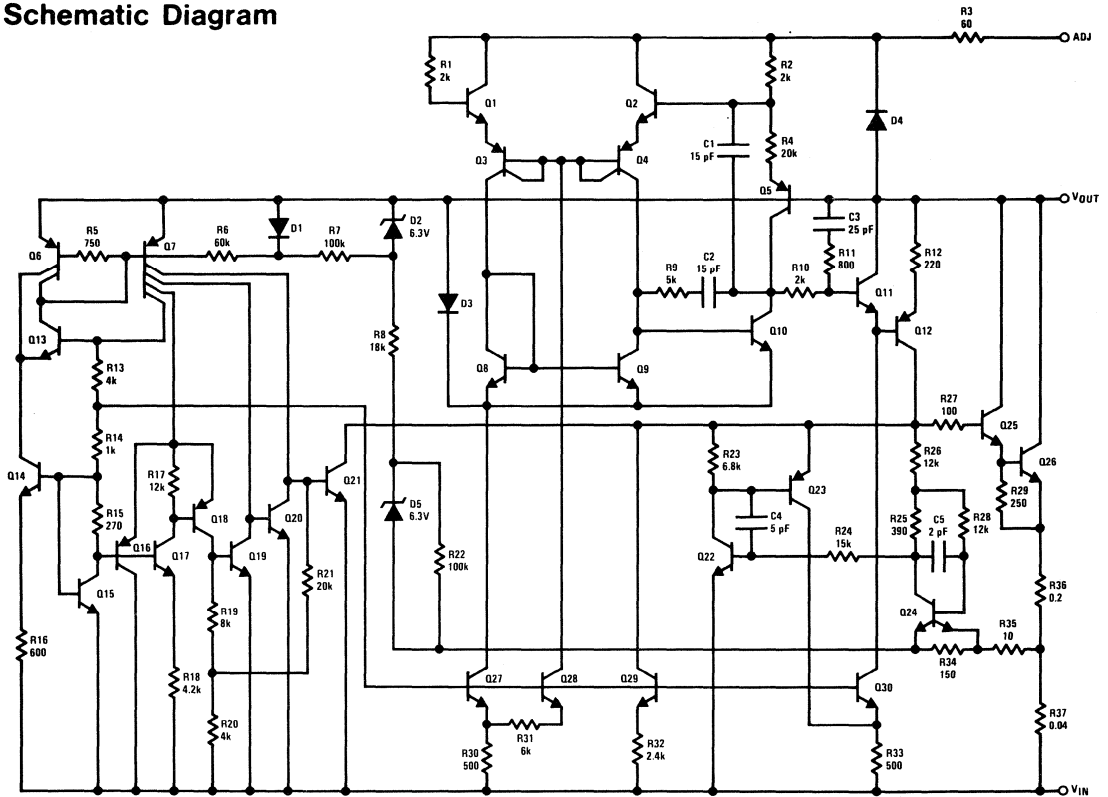 Schematic Diagram
R3
60
ADJ
R1
2k
R2
2k
Q1
Q2
D4
C1
15 pF
R4
20k
Q3
Q4
Q5
VOUT
R5
750
Q7
R6
60k
D1
R7
100k
D2
6.3V
Q6
C3
25 pF
R11
800
R12
220
R9
5k
C2
15 pF
R10
2k
Q11
D3
Q10
Q12
Q13
R8
18k
R13
4k
Q8
Q9
R14
1k
R27
100
Q25
Q14
R17
12k
Q21
R23
6.8k
R26
12k
Q26
Q23
R29
250
R15
270
Q18
Q20
D5
6.3V
C4
5 pF
R25
390
C5
2 pF
R28
12k
R24
15k
Q16
Q17
Q19
R22
100k
Q22
R21
20k
R36
0.2
Q15
R19
8k
Q24
R35
10
R16
600
R34
150
R18
4.2k
Q27
Q28
Q29
Q30
R20
4k
R31
6k
R37
0.04
R30
500
R32
2.4k
R33
500
VIN